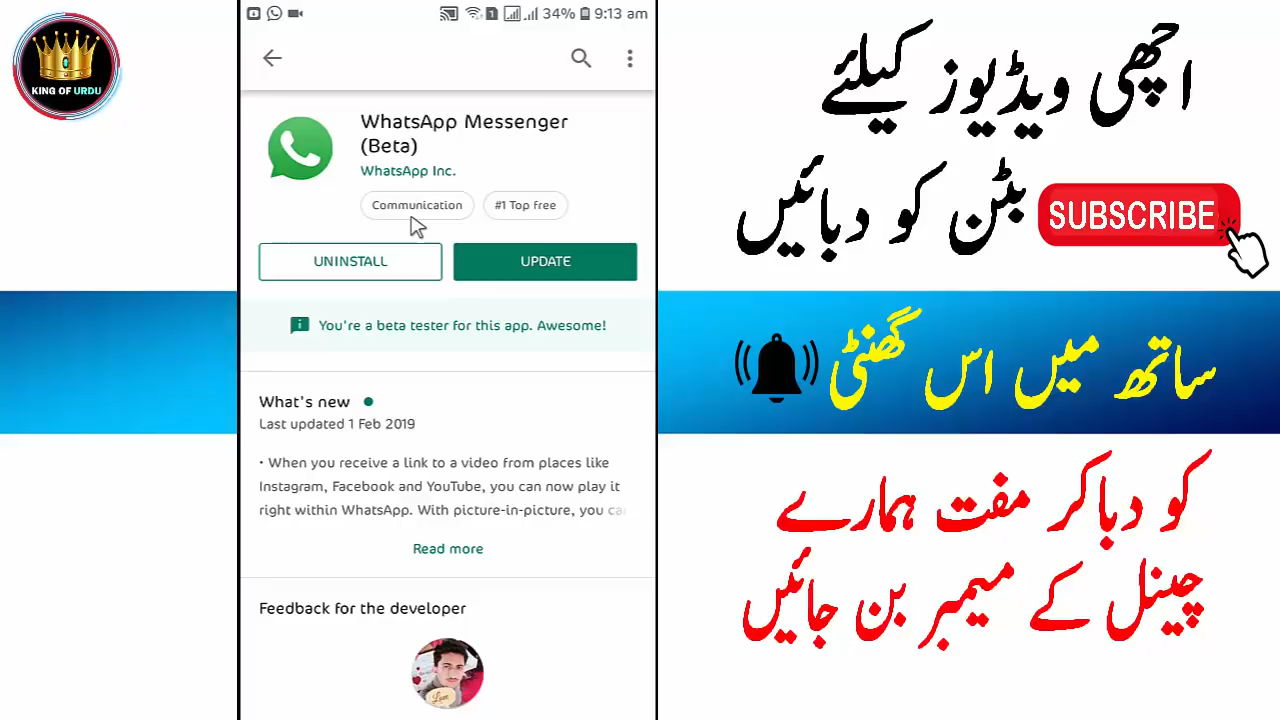 KING OF URDU
34% 9:13 am
WhatsApp Messenger
(Beta)
WhatsApp Inc.
Communication
#1 Top free
UNINSTALL
UPDATE
You're a beta tester for this app. Awesome!
What's new
Last updated 1 Feb 2019
• When you receive a link to a video from places like
Instagram, Facebook and YouTube, you can now play it
right within WhatsApp. With picture-in-picture, you can
Read more
Feedback for the developer
Love
اچھی ویڈیوز کیلئے
SUBSCRIBE بٹن کو دبائیں
ساتھ میں اس گھنٹی
کو دباکر مفت ہمارے
چینل کے میمبر بن جائیں